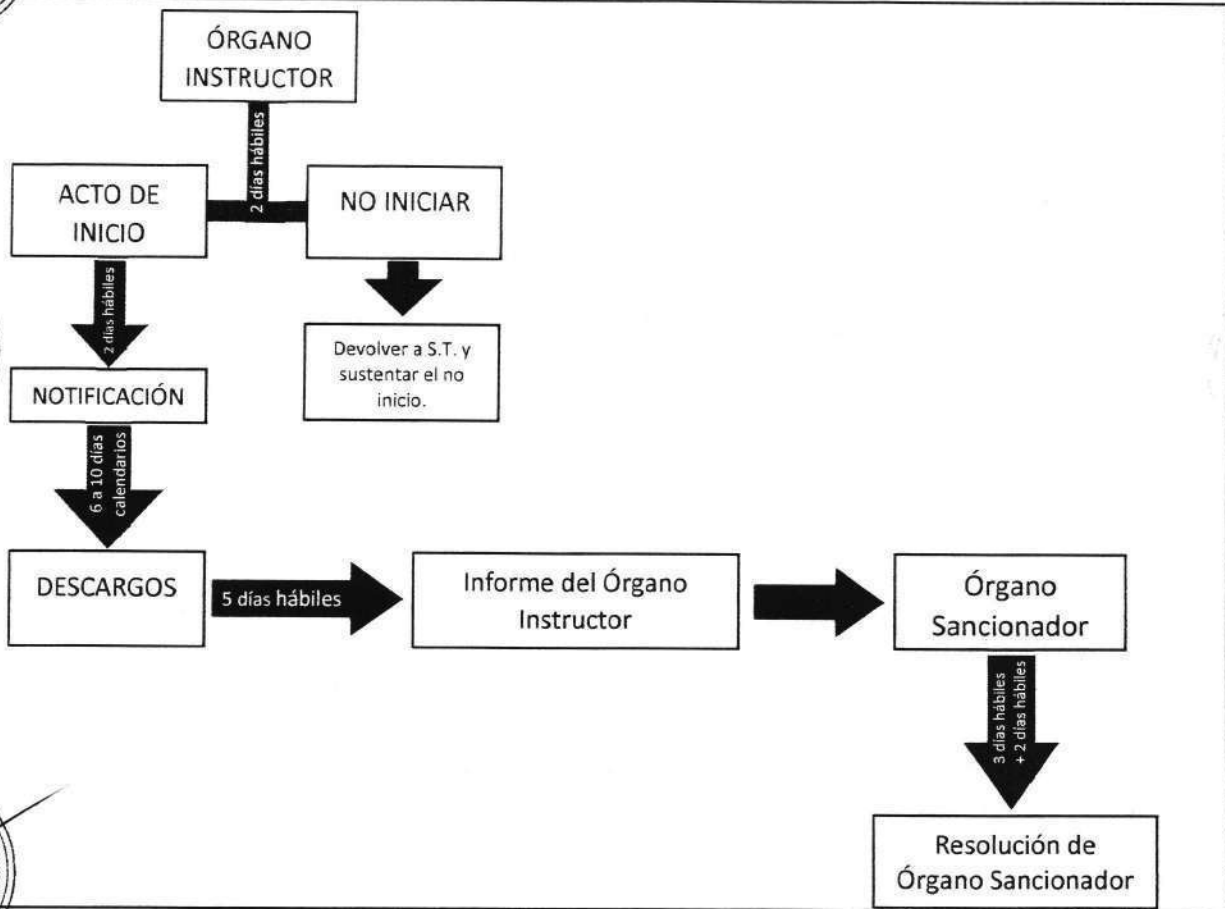 ÓRGANO
INSTRUCTOR
2 días hábiles
ACTO DE
INICIO
NO INICIAR
2 días hábiles
Devolver a S.T. y
sustentar el no
inicio.
NOTIFICACIÓN
6 a 10 días
calendarios
DESCARGOS
5 días hábiles
Informe del Órgano
Instructor
Órgano
Sancionador
3 días hábiles
+ 2 días hábiles
Resolución de
Órgano Sancionador